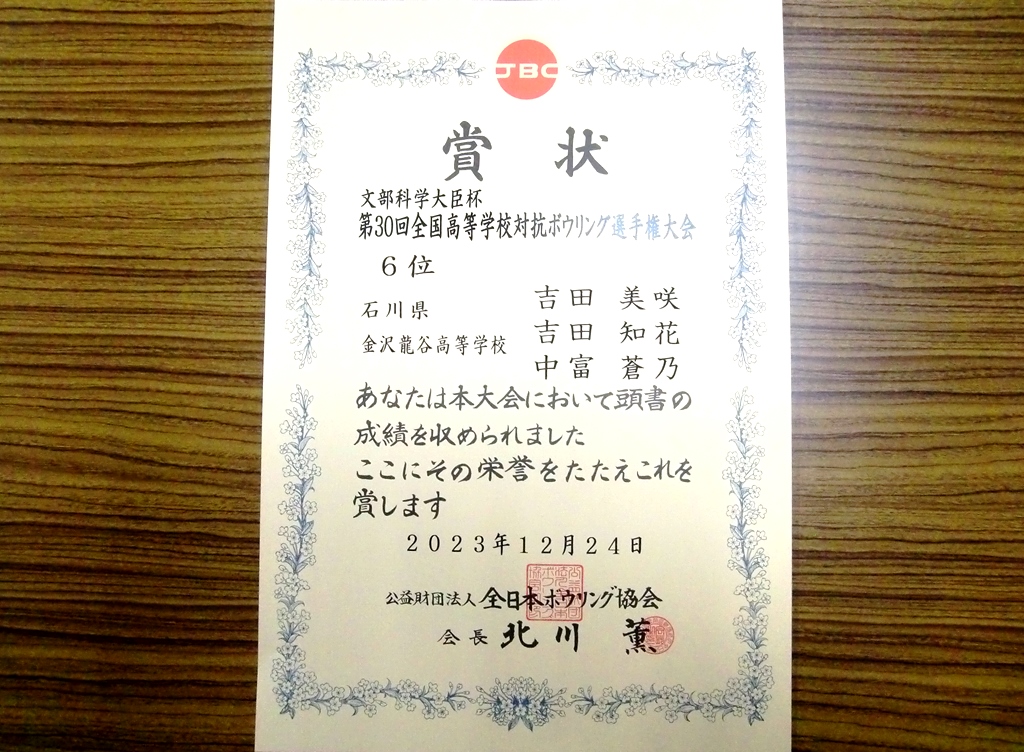 JBC
賞 状
文部科学大臣杯
第30回全国高等学校対抗ボウリング選手権大会
6位
石川県
金沢龍谷高等学校
吉田 美咲
吉田 知花
中富 蒼乃
あなたは本大会において頭書の
成績を収められました
ここにその栄誉をたたえこれを
賞します
2023年12月24日
公益財団法人 全日本ボウリング協会
会長 北川 薫